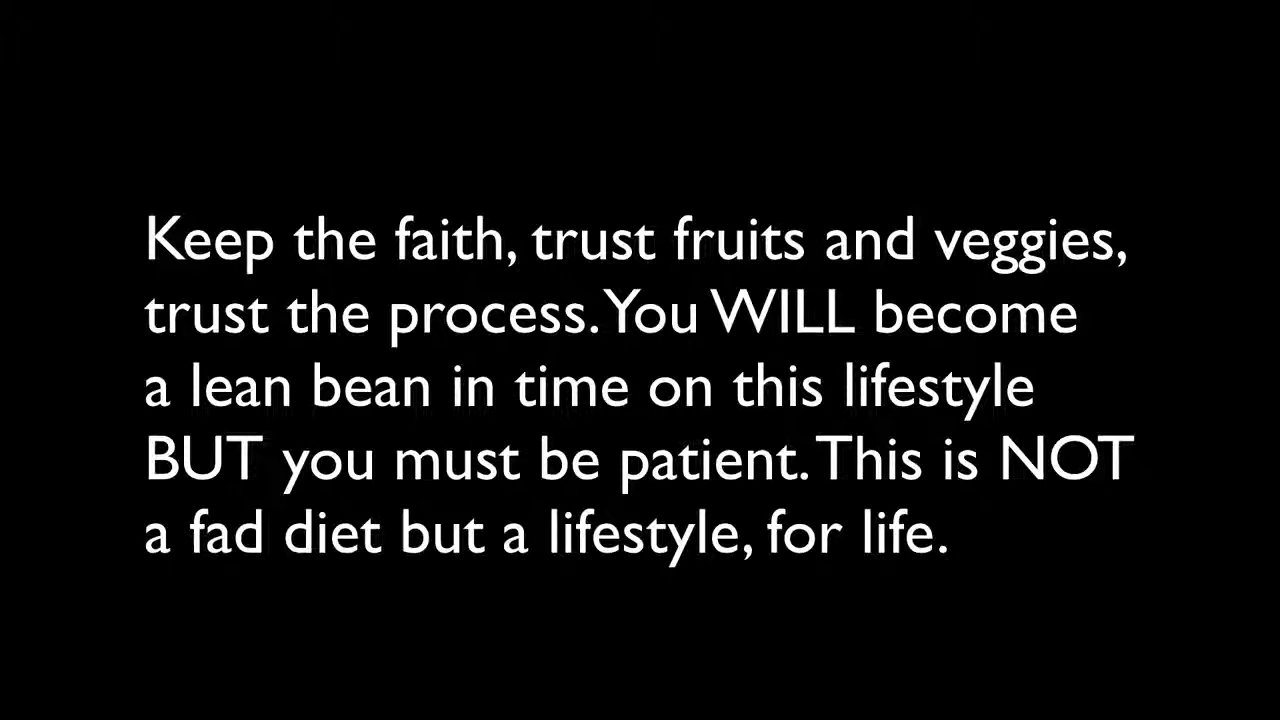 Keep the faith, trust fruits and veggies,
trust the process. You WILL become
a lean bean in time on this lifestyle
BUT you must be patient. This is NOT
a fad diet but a lifestyle, for life.